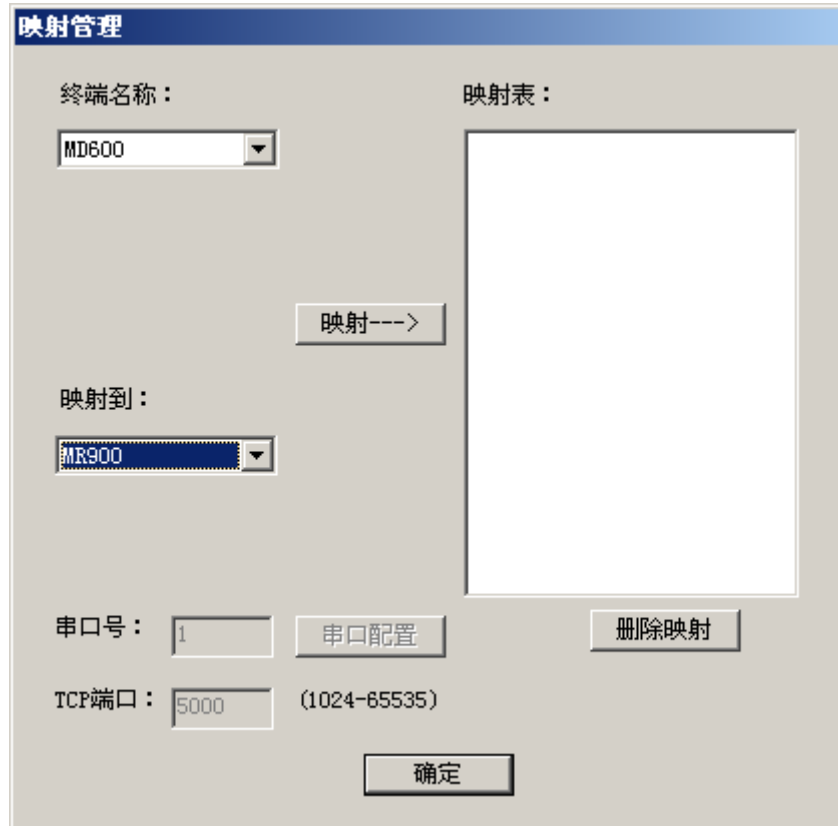 映射管理
终端名称：
映射表：
MD600
映射--->
映射到：
MR900
串口号：
1
串口配置
删除映射
TCP端口：
5000
(1024-65535)
确定